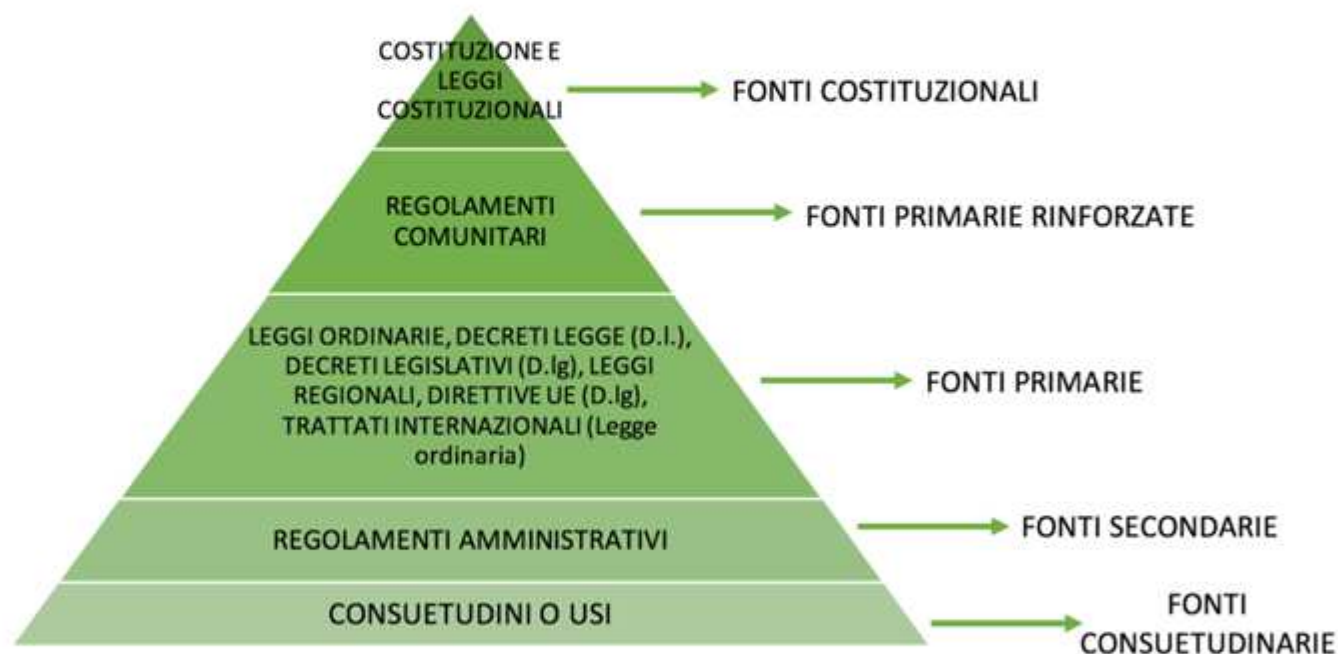 COSTITUZIONE E
LEGGI
COSTITUZIONALI
FONTI COSTITUZIONALI
REGOLAMENTI
COMUNITARI
FONTI PRIMARIE RINFORZATE
LEGGI ORDINARIE, DECRETI LEGGE (D.l.),
DECRETI LEGISLATIVI (D.lg), LEGGI
REGIONALI, DIRETTIVE UE (D.lg),
TRATTATI INTERNAZIONALI (Legge
ordinaria)
FONTI PRIMARIE
REGOLAMENTI AMMINISTRATIVI
FONTI SECONDARIE
CONSUETUDINI O USI
FONTI
CONSUETUDINARIE